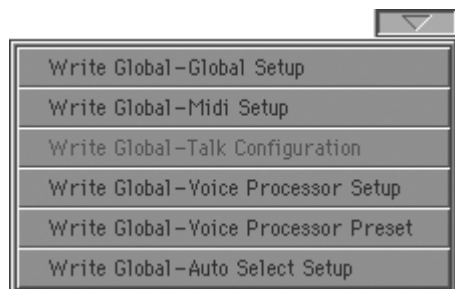 Write Global-Global Setup
Write Global-Midi Setup
Write Global-Talk Configuration
Write Global-Voice Processor Setup
Write Global-Voice Processor Preset
Write Global-Auto Select Setup